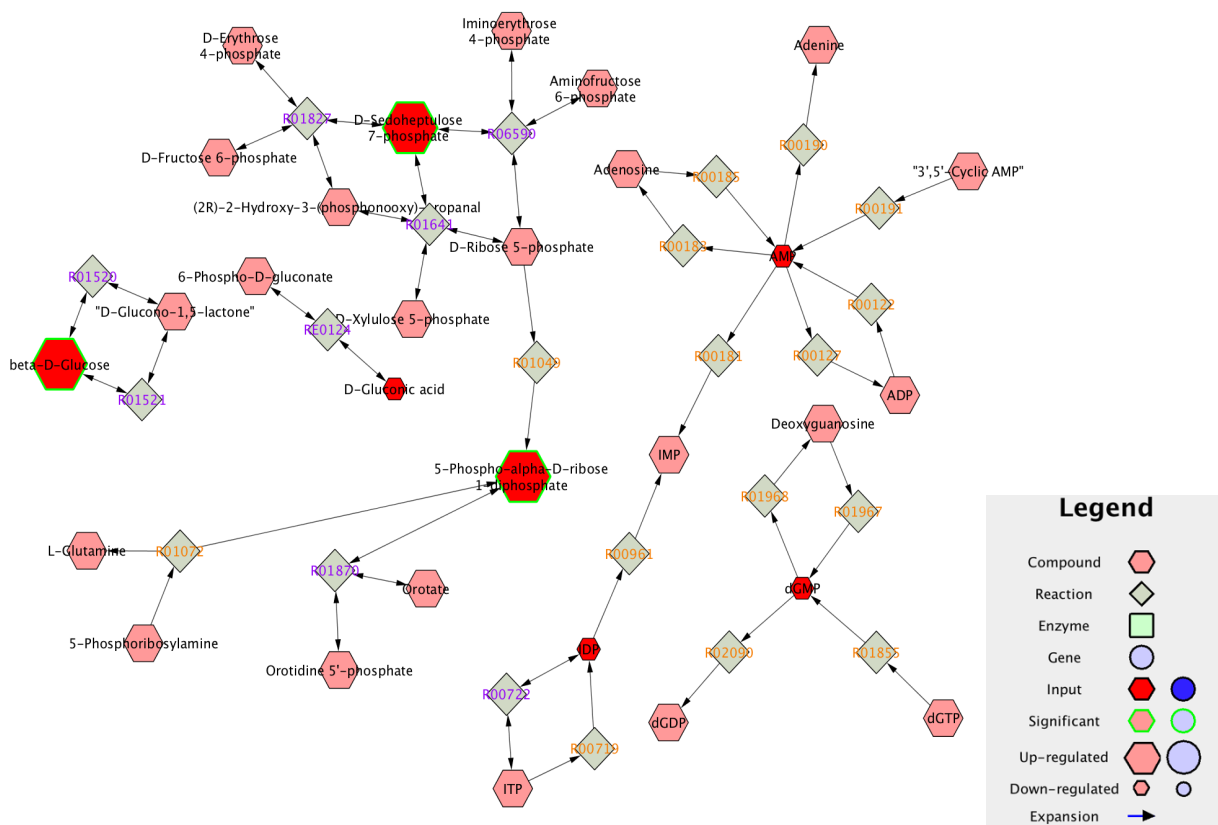 D-Erythrose
4-phosphate
Iminoerythrose
4-phosphate
Adenine
Aminofructose
6-phosphate
R01827
D-Sedoheptulose
7-phosphate
R06590
R00190
D-Fructose 6-phosphate
Adenosine
R00185
"3',5'-Cyclic AMP"
(2R)-2-Hydroxy-3-(phosphonooxy)-propanal
R00191
R01641
D-Ribose 5-phosphate
AMP
R01520
6-Phospho-D-gluconate
"D-Glucono-1,5-lactone"
D-Xylulose 5-phosphate
RE0124
R00122
beta-D-Glucose
R01049
R00181
R00127
D-Gluconic acid
R01521
ADP
Deoxyguanosine
IMP
5-Phospho-alpha-D-ribose
1-diphosphate
R01968
R01967
L-Glutamine
R01072
R00961
R01870
Orotate
dGMP
5-Phosphoribosylamine
IDP
R02090
R01855
Orotidine 5'-phosphate
R00722
dGDP
dGTP
R00719
ITP
Legend
Compound
Reaction
Enzyme
Gene
Input
Significant
Up-regulated
Down-regulated
Expansion